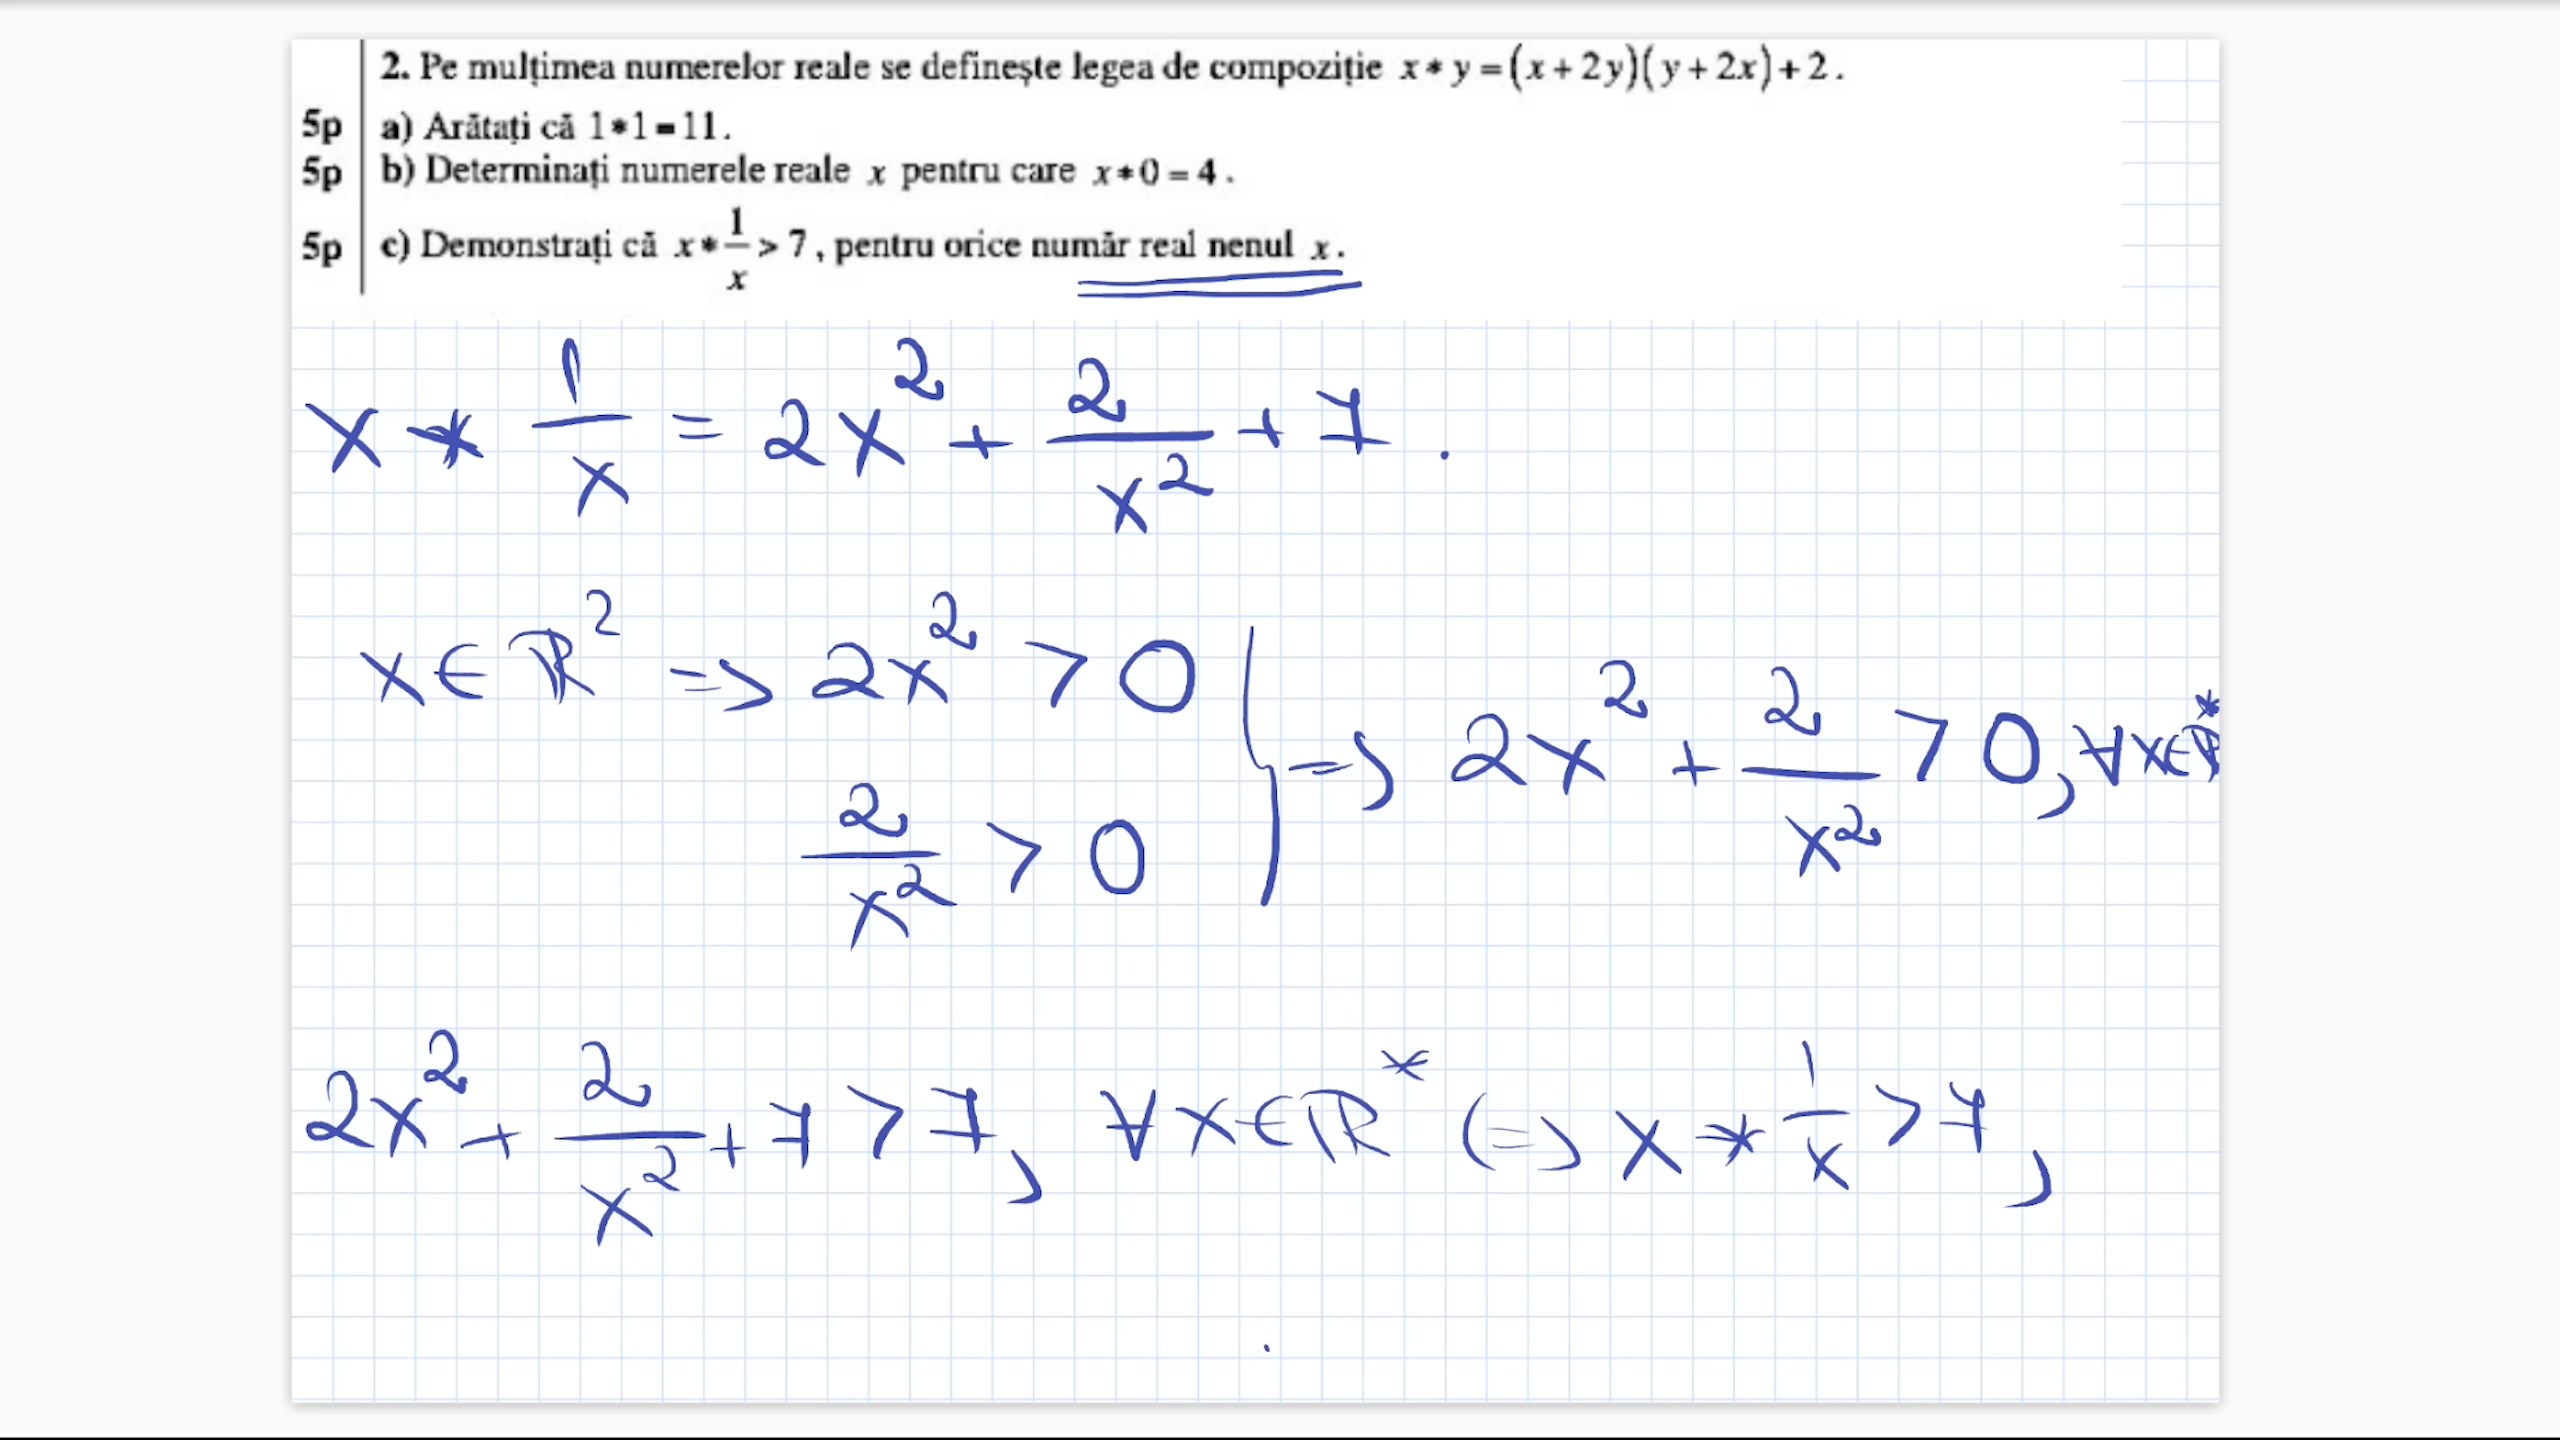 2. Pe mulțimea numerelor reale se definește legea de compoziție x * y = (x + 2y)(y + 2x) + 2.
5p a) Arătați că 1 * 1 = 11.
5p b) Determinați numerele reale x pentru care x * 0 = 4.
5p c) Demonstrați că x * 1/x > 7, pentru orice număr real nenul x.
x * 1/x = 2x² + 2/x² + 7.
x ∈ ℝ² => 2x² > 0
2/x² > 0
=> 2x² + 2/x² > 0, ∀x∈ℝ*
2x² + 2/x² + 7 > 7, ∀x∈ℝ* (=> x * 1/x > 7,